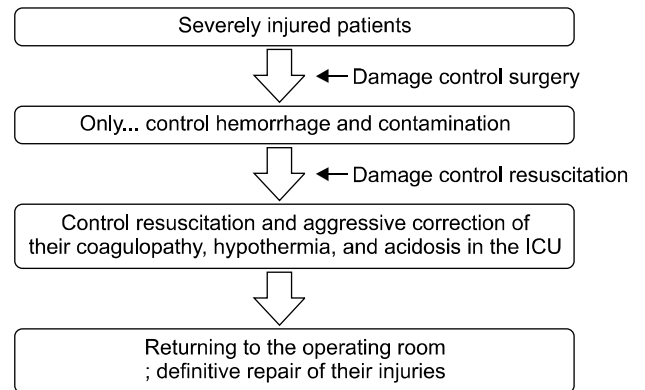 Severely injured patients
Damage control surgery
Only... control hemorrhage and contamination
Damage control resuscitation
Control resuscitation and aggressive correction of
their coagulopathy, hypothermia, and acidosis in the ICU
Returning to the operating room
; definitive repair of their injuries